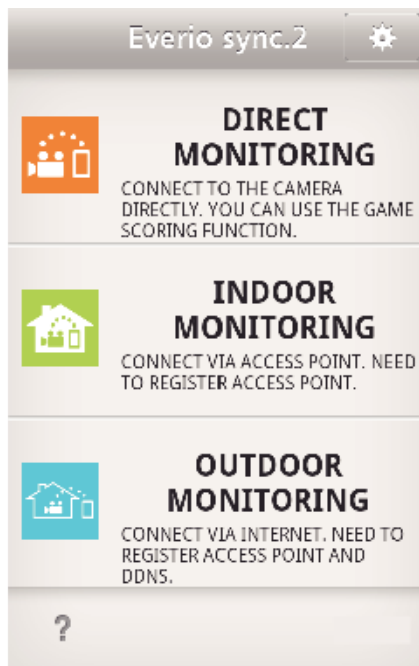 Everio sync.2
DIRECT
MONITORING
CONNECT TO THE CAMERA
DIRECTLY. YOU CAN USE THE GAME
SCORING FUNCTION.
INDOOR
MONITORING
CONNECT VIA ACCESS POINT. NEED
TO REGISTER ACCESS POINT.
OUTDOOR
MONITORING
CONNECT VIA INTERNET. NEED TO
REGISTER ACCESS POINT AND
DDNS.
?